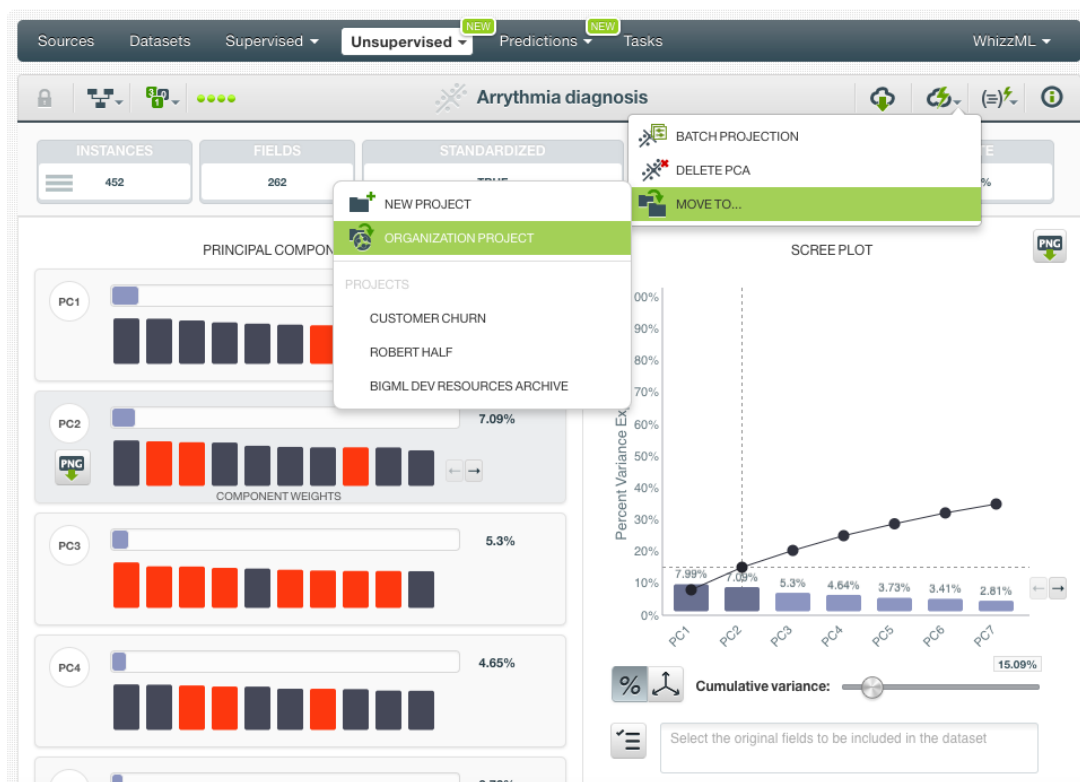 Sources Datasets Supervised Unsupervised NEW Predictions NEW Tasks WhizzML
Arrythmia diagnosis
INSTANCES FIELDS STANDARDIZED
452 262 TRUE %
BATCH PROJECTION
DELETE PCA
MOVE TO...
NEW PROJECT
ORGANIZATION PROJECT
PROJECTS
CUSTOMER CHURN
ROBERT HALF
BIGML DEV RESOURCES ARCHIVE
PRINCIPAL COMPON
PC1
PC2
7.09%
PNG
COMPONENT WEIGHTS
PC3
5.3%
PC4
4.65%
SCREE PLOT
PNG
Percent Variance Ex
00%
90%
80%
70%
60%
50%
40%
30%
20%
10%
0%
7.99% 7.09% 5.3% 4.64% 3.73% 3.41% 2.81%
PC1 PC2 PC3 PC4 PC5 PC6 PC7
15.09%
% Cumulative variance:
Select the original fields to be included in the dataset